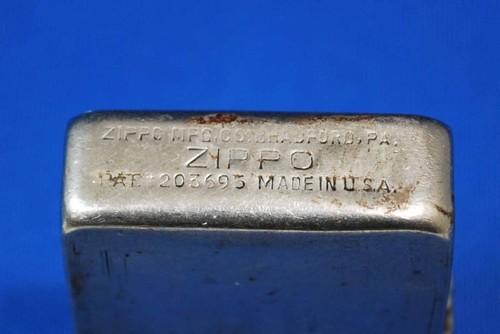 ZIPPO MFG.CO.BRADFORD,PA.
ZIPPO
PAT 203695 MADE IN U.S.A.